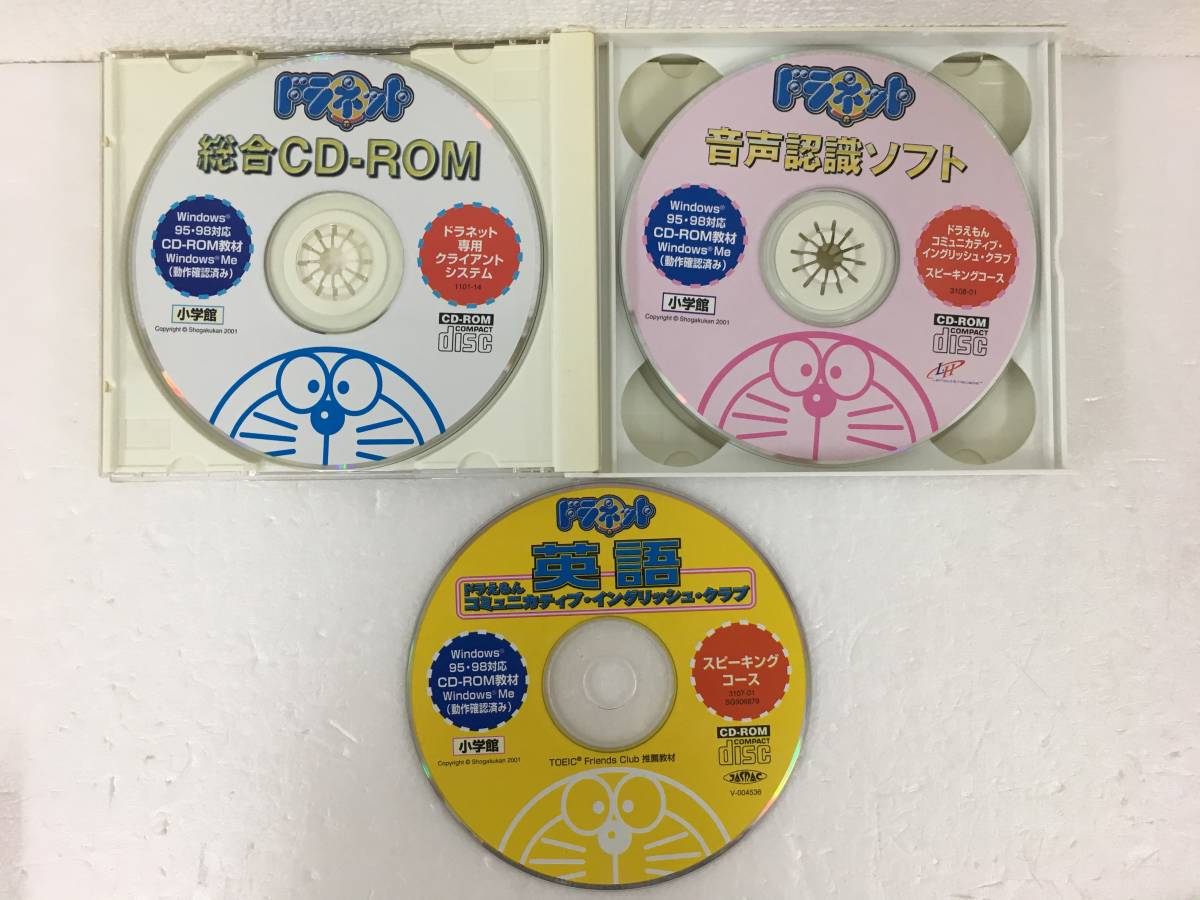 ドラネット
総合CD-ROM
Windows®
95・98対応
CD-ROM教材
Windows® Me
(動作確認済み)
ドラネット
専用
クライアント
システム
1101-14
小学館
Copyright © Shogakukan 2001
CD-ROM
COMPACT
disc
ドラネット
音声認識ソフト
Windows®
95・98対応
CD-ROM教材
Windows® Me
(動作確認済み)
ドラえもん
コミュニカティブ・
イングリッシュ・クラブ
スピーキングコース
3108-01
小学館
Copyright © Shogakukan 2001
CD-ROM
COMPACT
disc
LH
ドラネット
英語
ドラえもん
コミュニカティブ・イングリッシュ・クラブ
Windows®
95・98対応
CD-ROM教材
Windows® Me
(動作確認済み)
スピーキング
コース
3107-01
SG906879
小学館
Copyright © Shogakukan 2001
TOEIC® Friends Club 推薦教材
CD-ROM
COMPACT
disc
JASRAC
V-004536